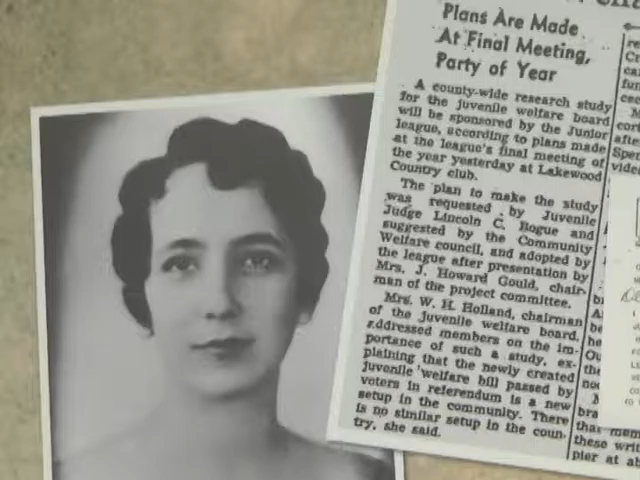 Plans Are Made
At Final Meeting,
Party of Year
A county-wide research study
for the juvenile welfare board
will be sponsored by the Junior
league, according to plans made
at the league's final meeting of
the year yesterday at Lakewood
Country club.
The plan to make the study
was requested by Juvenile
Judge Lincoln C. Bogue and
suggested by the Community
Welfare council, and adopted by
the league after presentation by
Mrs. J. Howard Gould, chair-
man of the project committee.
Mrs. W. H. Holland, chairman
of the juvenile welfare board,
addressed members on the im-
portance of such a study, ex-
plaining that the newly created
juvenile welfare bill passed by
voters in referendum is a new
setup in the community. There
is no similar setup in the coun-
try, she said.